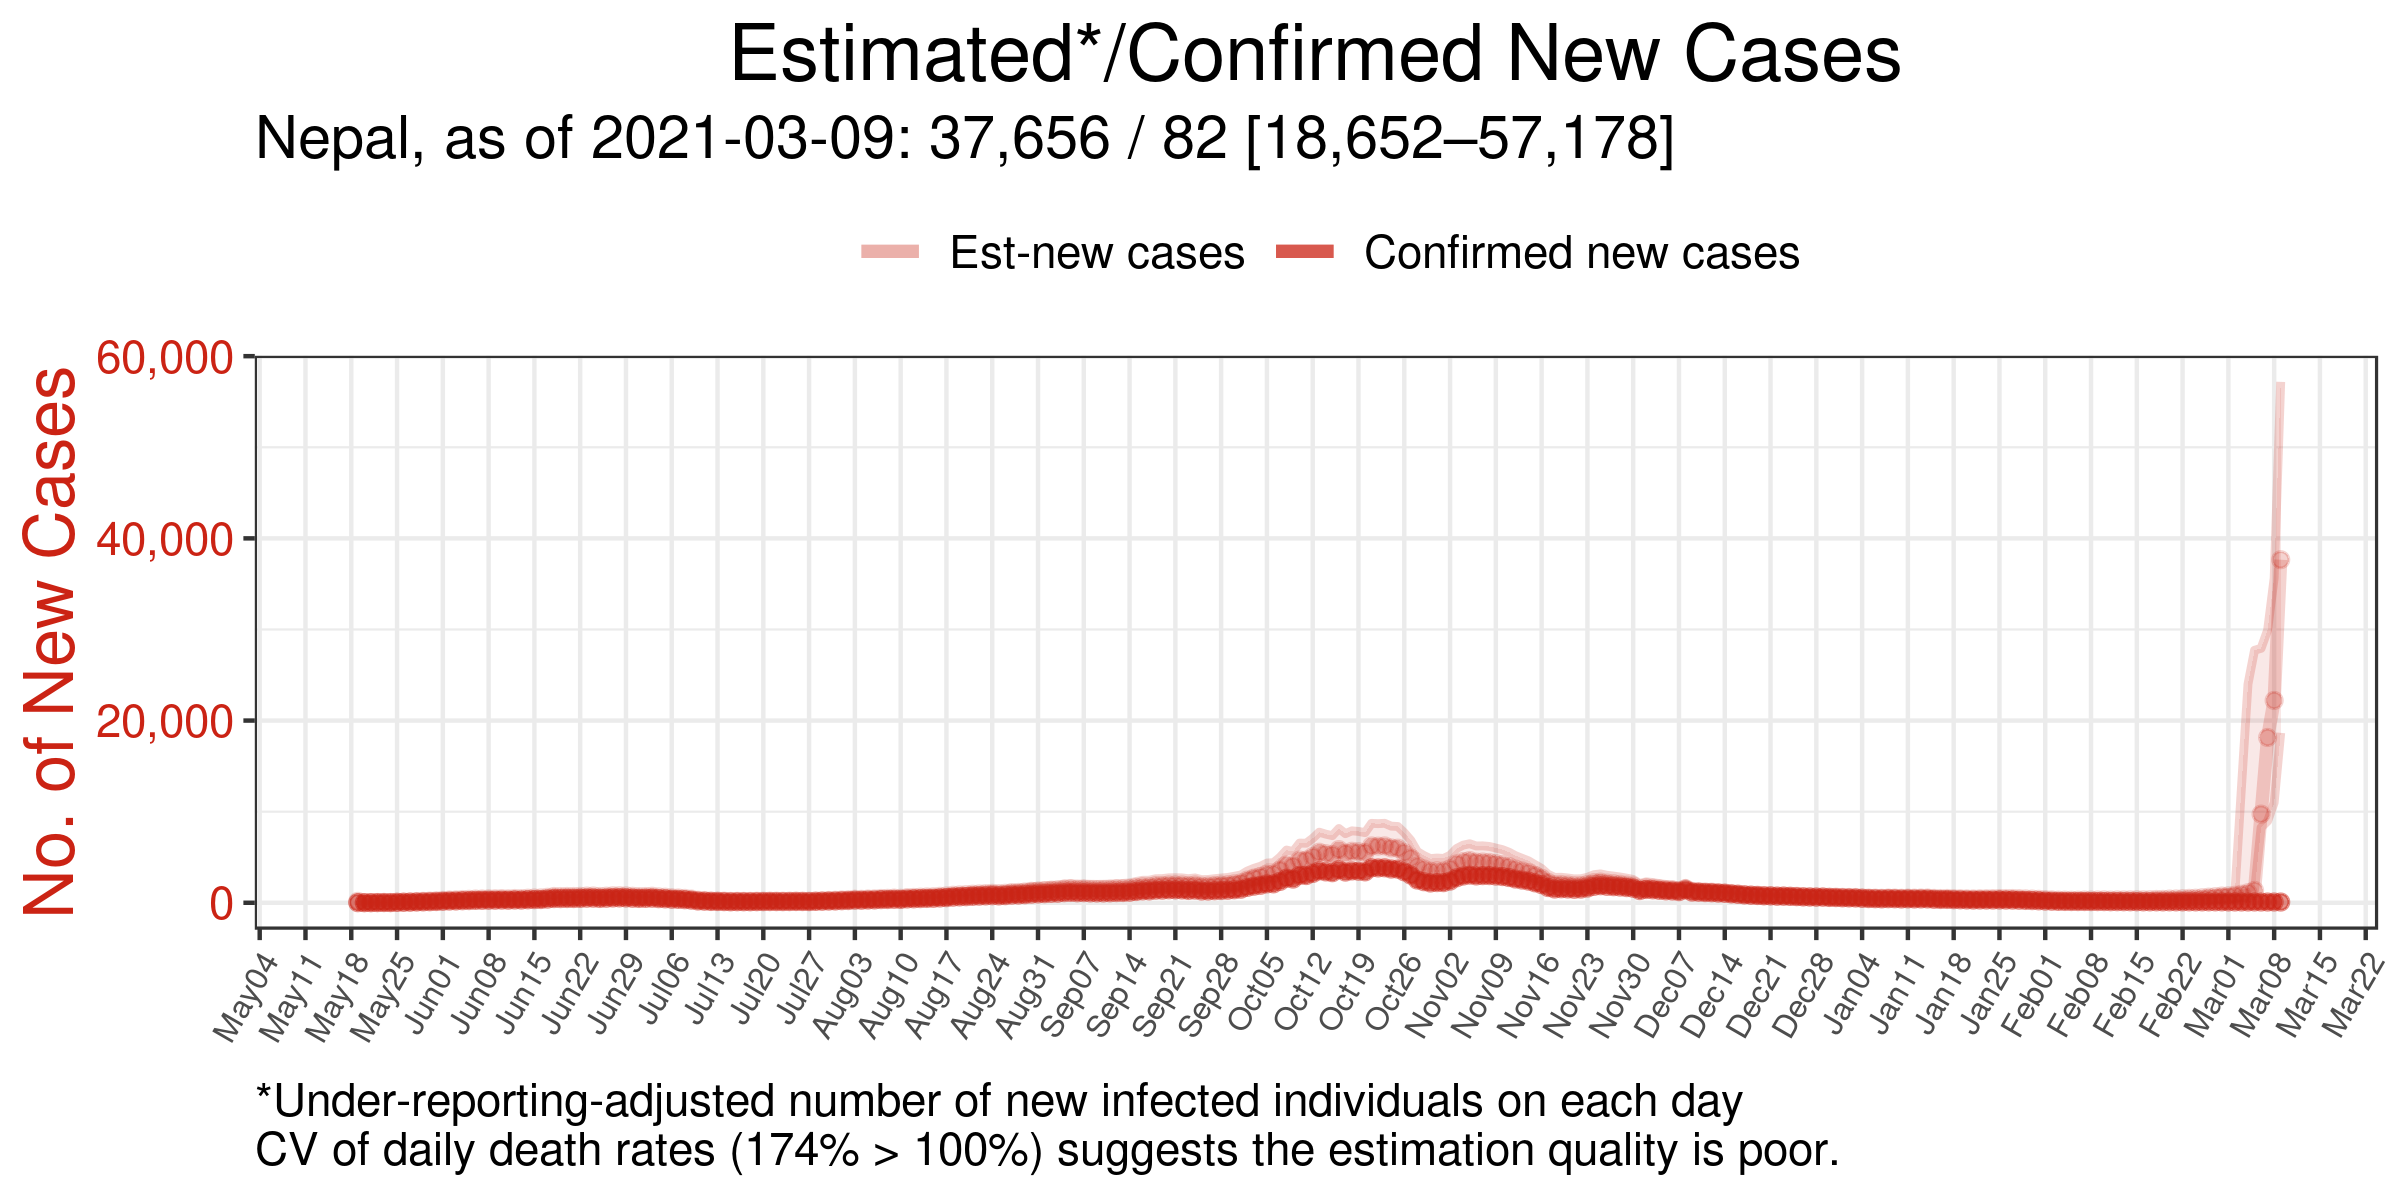 Estimated*/Confirmed New Cases
Nepal, as of 2021-03-09: 37,656 / 82 [18,652–57,178]
Est-new cases
Confirmed new cases
No. of New Cases
60,000
40,000
20,000
0
May04
May11
May18
May25
Jun01
Jun08
Jun15
Jun22
Jun29
Jul06
Jul13
Jul20
Jul27
Aug03
Aug10
Aug17
Aug24
Aug31
Sep07
Sep14
Sep21
Sep28
Oct05
Oct12
Oct19
Oct26
Nov02
Nov09
Nov16
Nov23
Nov30
Dec07
Dec14
Dec21
Dec28
Jan04
Jan11
Jan18
Jan25
Feb01
Feb08
Feb15
Feb22
Mar01
Mar08
Mar15
Mar22
*Under-reporting-adjusted number of new infected individuals on each day
CV of daily death rates (174% > 100%) suggests the estimation quality is poor.